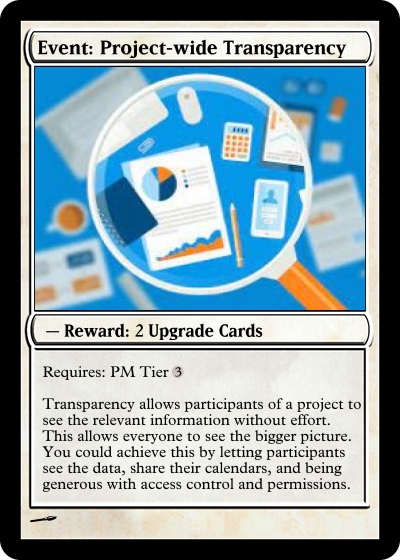 Event: Project-wide Transparency
— Reward: 2 Upgrade Cards
Requires: PM Tier 3
Transparency allows participants of a project to
see the relevant information without effort.
This allows everyone to see the bigger picture.
You could achieve this by letting participants
see the data, share their calendars, and being
generous with access control and permissions.